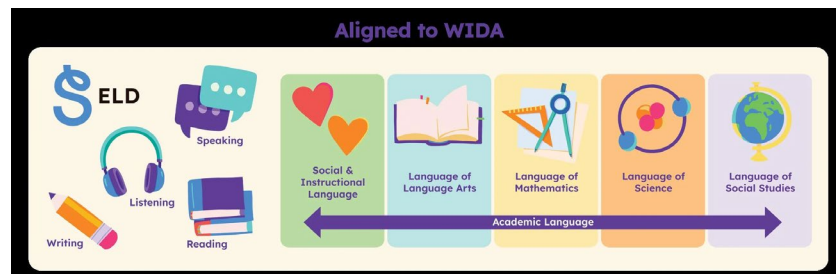 Aligned to WIDA
ELD
Speaking
Listening
Writing
Reading
Social &
Instructional
Language
Language of
Language Arts
Language of
Mathematics
Language of
Science
Language of
Social Studies
Academic Language